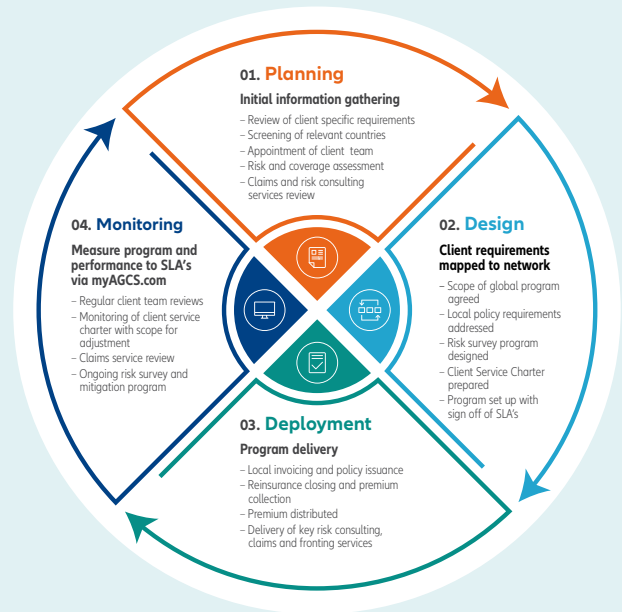 01. Planning
Initial information gathering
– Review of client specific requirements
– Screening of relevant countries
– Appointment of client team
– Risk and coverage assessment
– Claims and risk consulting
services review
02. Design
Client requirements
mapped to network
– Scope of global program
agreed
– Local policy requirements
addressed
– Risk survey program
designed
– Client Service Charter
prepared
– Program set up with
sign off of SLA's
03. Deployment
Program delivery
– Local invoicing and policy issuance
– Reinsurance closing and premium
collection
– Premium distributed
– Delivery of key risk consulting,
claims and fronting services
04. Monitoring
Measure program and
performance to SLA's
via myAGCS.com
– Regular client team reviews
– Monitoring of client service
charter with scope for
adjustment
– Claims service review
– Ongoing risk survey and
mitigation program